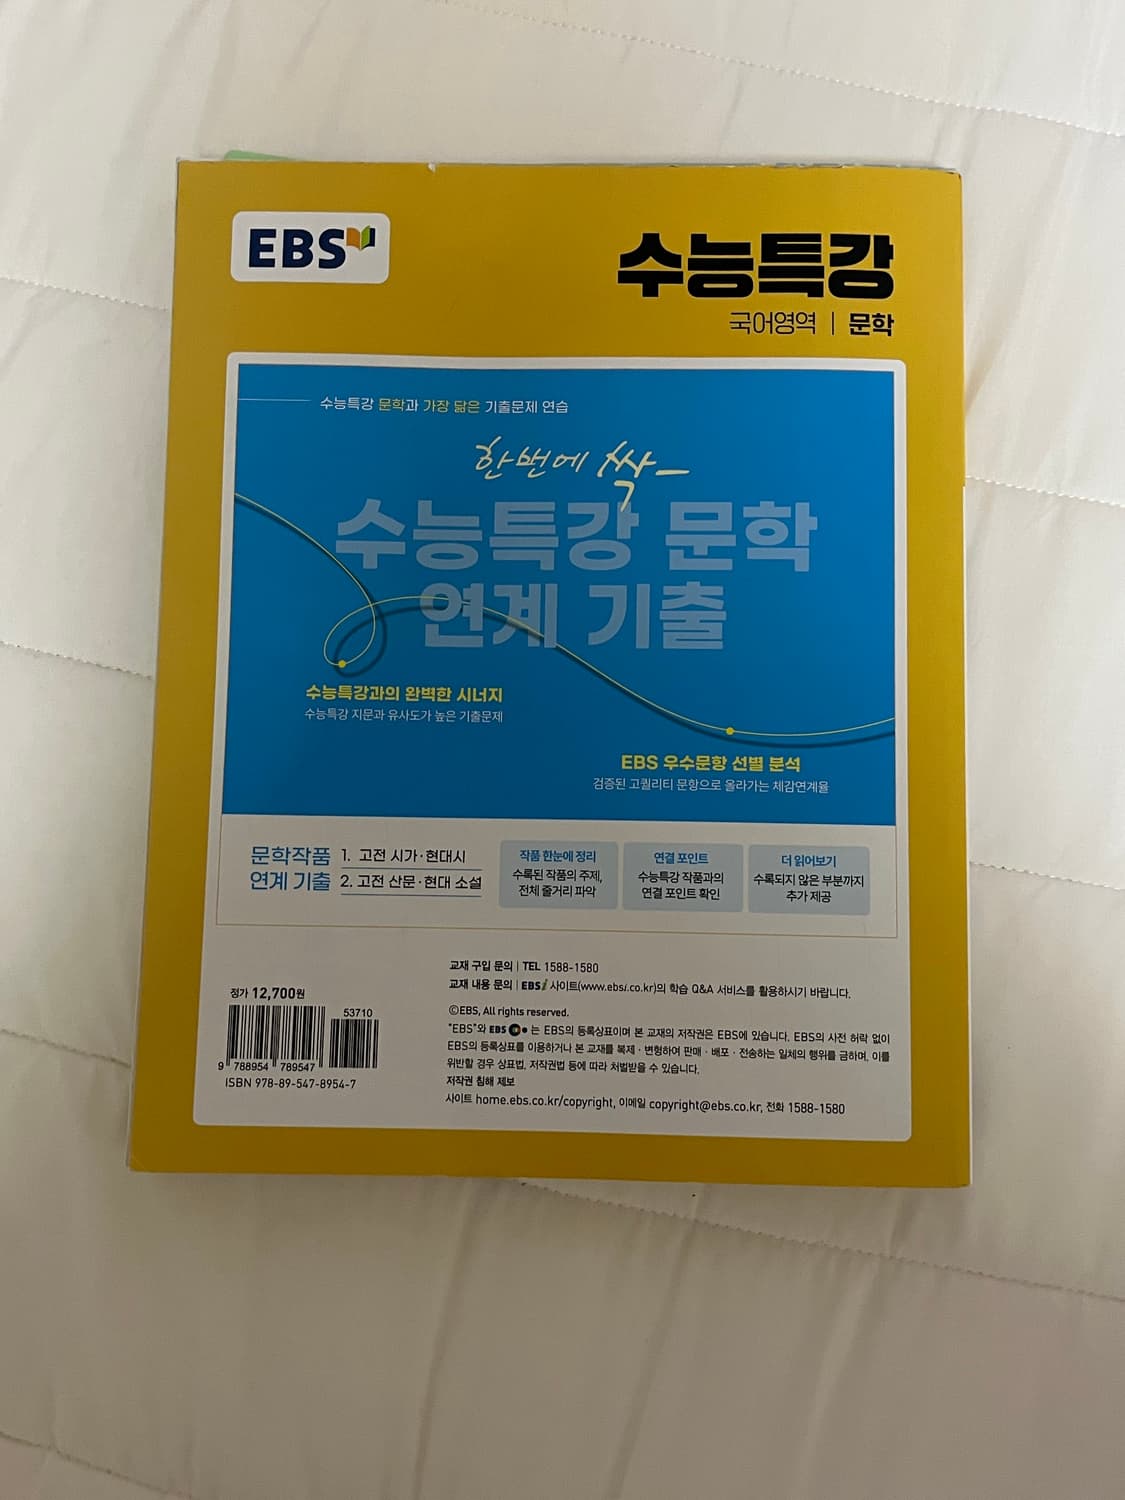 EBS
수능특강
국어영역 | 문학
수능특강 문학과 가장 닮은 기출문제 연습
한번에 싹-
수능특강 문학
연계 기출
수능특강과의 완벽한 시너지
수능특강 지문과 유사도가 높은 기출문제
EBS 우수문항 선별 분석
검증된 고퀄리티 문항으로 올라가는 체감연계율
문학작품
연계 기출
1. 고전 시가·현대시
2. 고전 산문·현대 소설
작품 한눈에 정리
수록된 작품의 주제,
전체 줄거리 파악
연결 포인트
수능특강 작품과의
연결 포인트 확인
더 읽어보기
수록되지 않은 부분까지
추가 제공
교재 구입 문의 | TEL 1588-1580
교재 내용 문의 | EBSi 사이트(www.ebsi.co.kr)의 학습 Q&A 서비스를 활용하시기 바랍니다.
©EBS, All rights reserved.
"EBS"와 EBS 는 EBS의 등록상표이며 본 교재의 저작권은 EBS에 있습니다. EBS의 사전 허락 없이
EBS의 등록상표를 이용하거나 본 교재를 복제·변형하여 판매·배포·전송하는 일체의 행위를 금하며, 이를
위반할 경우 상표법, 저작권법 등에 따라 처벌받을 수 있습니다.
저작권 침해 제보
사이트 home.ebs.co.kr/copyright, 이메일 copyright@ebs.co.kr, 전화 1588-1580
정가 12,700원
53710
9 788954 789547
ISBN 978-89-547-8954-7